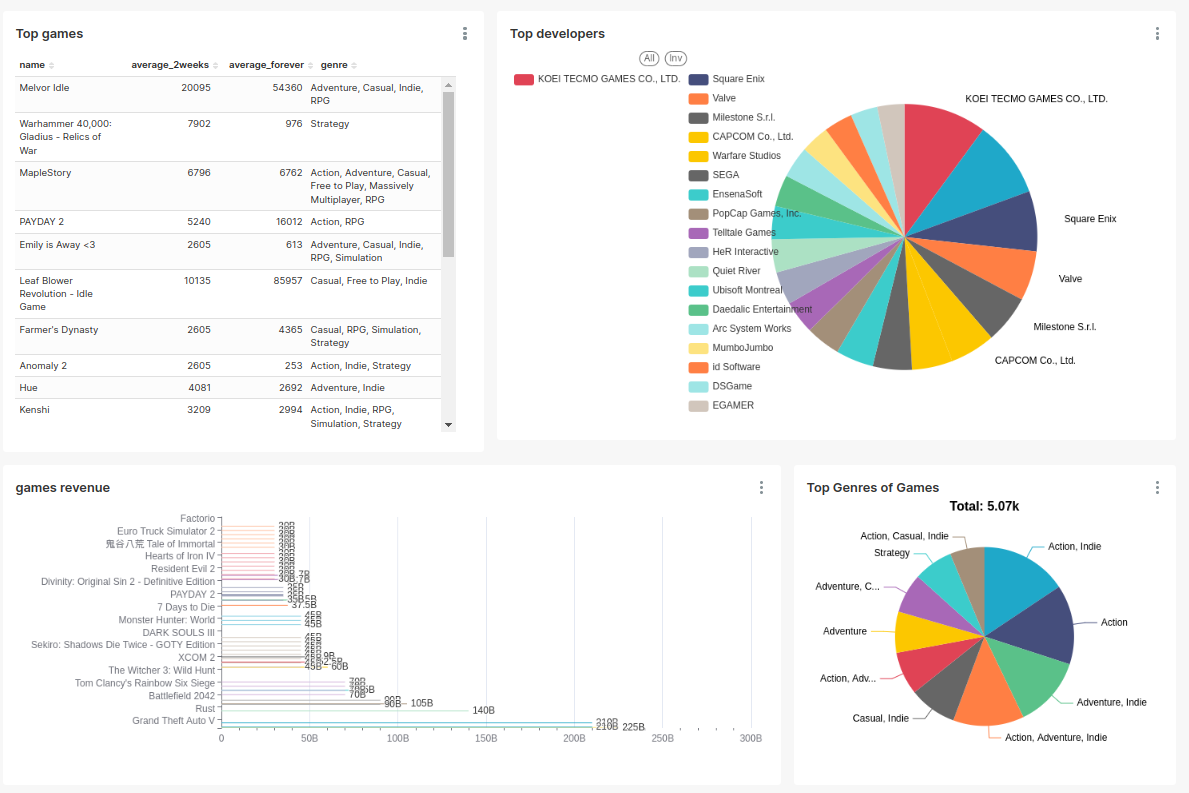 Top games
name average_2weeks average_forever genre
Melvor Idle 20095 54360 Adventure, Casual, Indie,
RPG
Warhammer 40,000: 7902 976 Strategy
Gladius - Relics of
War
MapleStory 6796 6762 Action, Adventure, Casual,
Free to Play, Massively
Multiplayer, RPG
PAYDAY 2 5240 16012 Action, RPG
Emily is Away <3 2605 613 Adventure, Casual, Indie,
RPG, Simulation
Leaf Blower 10135 85957 Casual, Free to Play, Indie
Revolution - Idle
Game
Farmer's Dynasty 2605 4365 Casual, RPG, Simulation,
Strategy
Anomaly 2 2605 253 Action, Indie, Strategy
Hue 4081 2692 Adventure, Indie
Kenshi 3209 2994 Action, Indie, RPG,
Simulation, Strategy
Top developers
All Inv
KOEI TECMO GAMES CO., LTD.
Square Enix
Valve
Milestone S.r.l.
CAPCOM Co., Ltd.
Warfare Studios
SEGA
EnsenaSoft
PopCap Games, Inc.
Telltale Games
HeR Interactive
Quiet River
Ubisoft Montreal
Daedalic Entertainment
Arc System Works
MumboJumbo
id Software
DSGame
EGAMER
KOEI TECMO GAMES CO., LTD.
Square Enix
Valve
Milestone S.r.l.
CAPCOM Co., Ltd.
games revenue
Factorio
Euro Truck Simulator 2
鬼谷八荒 Tale of Immortal
Hearts of Iron IV
Resident Evil 2
Divinity: Original Sin 2 - Definitive Edition
PAYDAY 2
7 Days to Die 37.5B
Monster Hunter: World 45B
DARK SOULS III
Sekiro: Shadows Die Twice - GOTY Edition
XCOM 2
The Witcher 3: Wild Hunt 45B 60B
Tom Clancy's Rainbow Six Siege
Battlefield 2042 70B
90B 105B
Rust 140B
Grand Theft Auto V 210B 225B
0 50B 100B 150B 200B 250B 300B
Top Genres of Games
Total: 5.07k
Action, Casual, Indie
Action, Indie
Strategy
Adventure, C...
Action
Adventure
Action, Adv...
Adventure, Indie
Casual, Indie
Action, Adventure, Indie